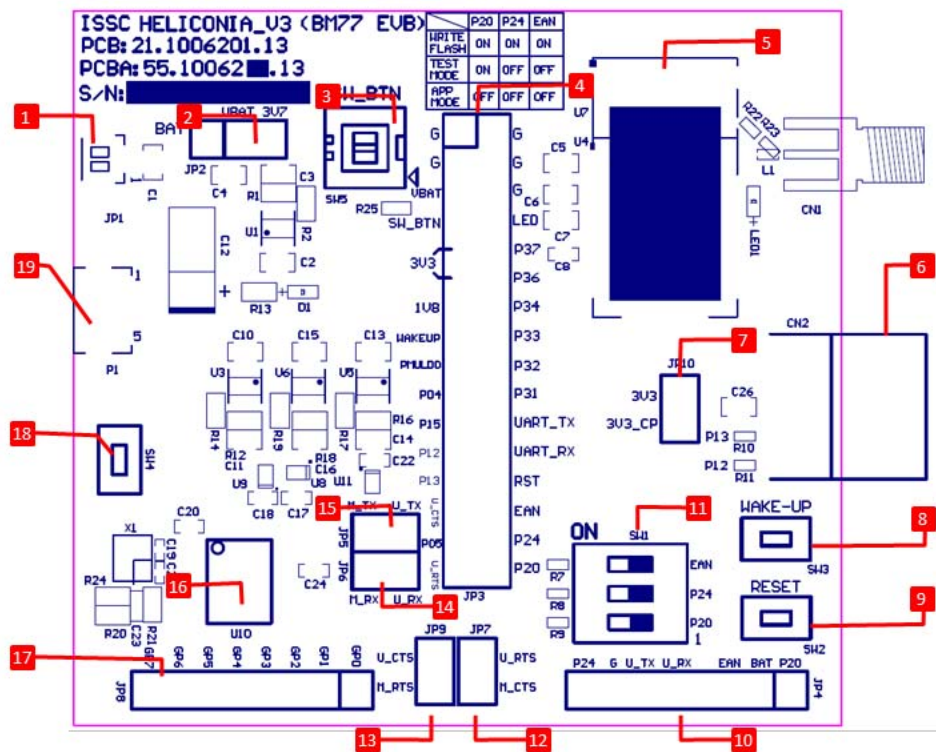 ISSC HELICONIA_V3 (BM77 EVB)
PCB: 21.1006201.13
PCBA: 55.10062 .13
S/N:
P20 P24 EAN
WRITE FLASH ON ON ON
TEST MODE ON OFF OFF
APP MODE OFF OFF OFF
1
2
3
4
5
BAT
VBAT 3V7
SW_BTN
JP2
JP1
C1
C4
R1
C3
R2
U1
C2
C12
R13
D1
SW5
R25
G
G
VBAT
SW_BTN
3V3
1V8
WAKEUP
PMULDD
P04
P15
P12
P13
U_CTS
P05
U_RTS
G
G
G
LED
P37
P36
P34
P33
P32
P31
UART_TX
UART_RX
RST
EAN
P24
P20
JP3
C5
C6
C7
C8
U7
U4
R22
R23
L1
LED1
CN1
6
CN2
7
JP10
3V3
3V3_CP
C26
P13
R10
P12
R11
19
1
5
P1
C10
C15
C13
U3
U6
U5
R14
R12
C11
R19
R18
C16
R17
R16
C14
C22
U9
U8
U11
C18
C17
18
SW4
15
M_TX U_TX
JP5
JP6
M_RX U_RX
14
11
ON
SW1
EAN
P24
P20
1
R7
R8
R9
WAKE-UP
8
SW3
RESET
9
SW2
X1
C20
C19
R24
R20
C23
R21
16
U10
C24
17
GP7 GP6 GP5 GP4 GP3 GP2 GP1 GP0
JP8
JP9 JP7
U_CTS
M_RTS
U_RTS
M_CTS
P24 G U_TX U_RX EAN BAT P20
JP4
13
12
10